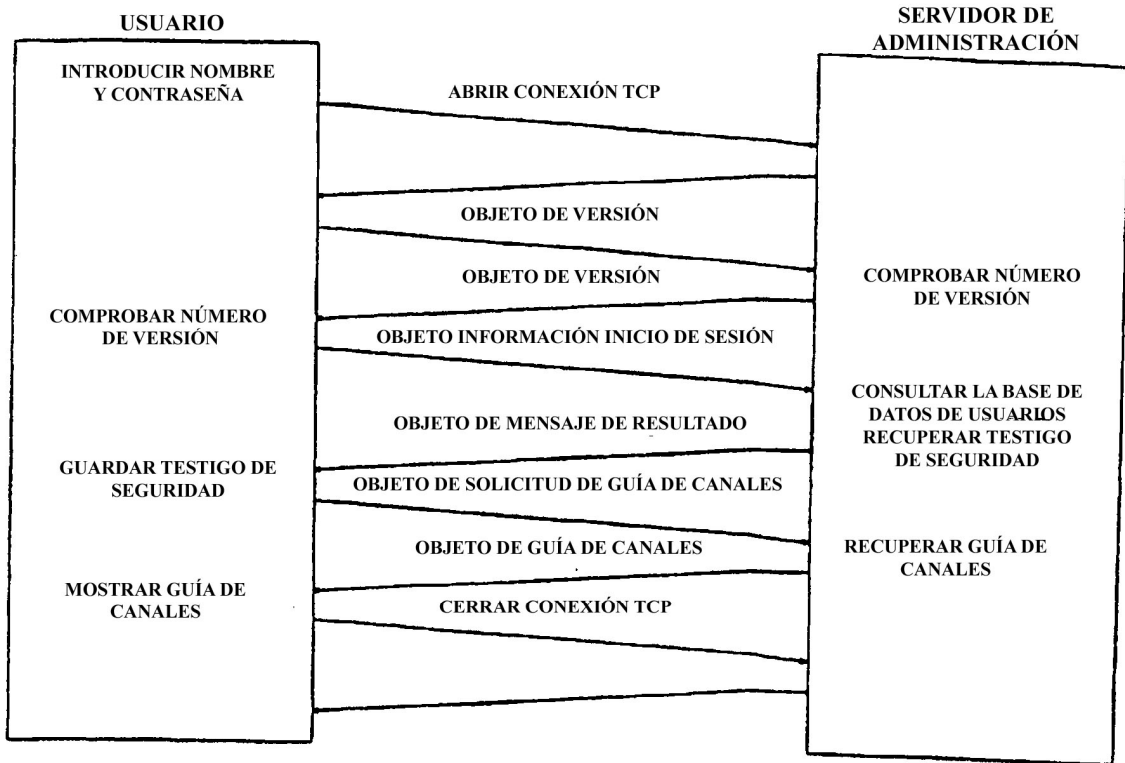 USUARIO
SERVIDOR DE
ADMINISTRACIÓN
INTRODUCIR NOMBRE
Y CONTRASEÑA
ABRIR CONEXIÓN TCP
OBJETO DE VERSIÓN
OBJETO DE VERSIÓN
COMPROBAR NÚMERO
DE VERSIÓN
COMPROBAR NÚMERO
DE VERSIÓN
OBJETO INFORMACIÓN INICIO DE SESIÓN
CONSULTAR LA BASE DE
DATOS DE USUARIOS
RECUPERAR TESTIGO
DE SEGURIDAD
OBJETO DE MENSAJE DE RESULTADO
GUARDAR TESTIGO DE
SEGURIDAD
OBJETO DE SOLICITUD DE GUÍA DE CANALES
OBJETO DE GUÍA DE CANALES
RECUPERAR GUÍA DE
CANALES
MOSTRAR GUÍA DE
CANALES
CERRAR CONEXIÓN TCP